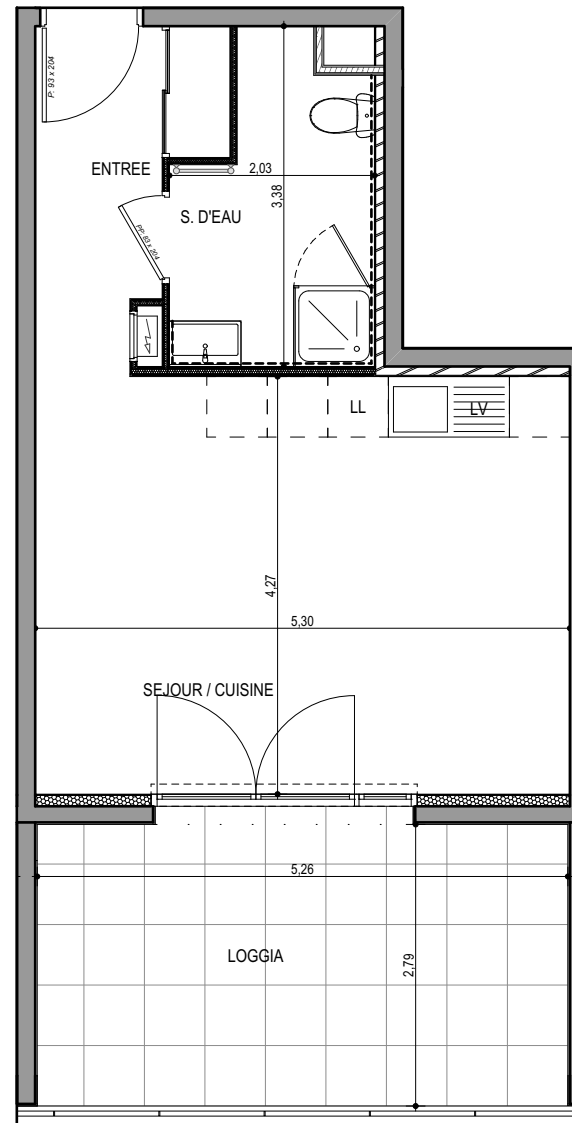 P: 93 x 204
ENTREE
2,03
3,38
S. D'EAU
PP: 83 x 204
LL
LV
4,27
5,30
SEJOUR / CUISINE
5,26
LOGGIA
2,79